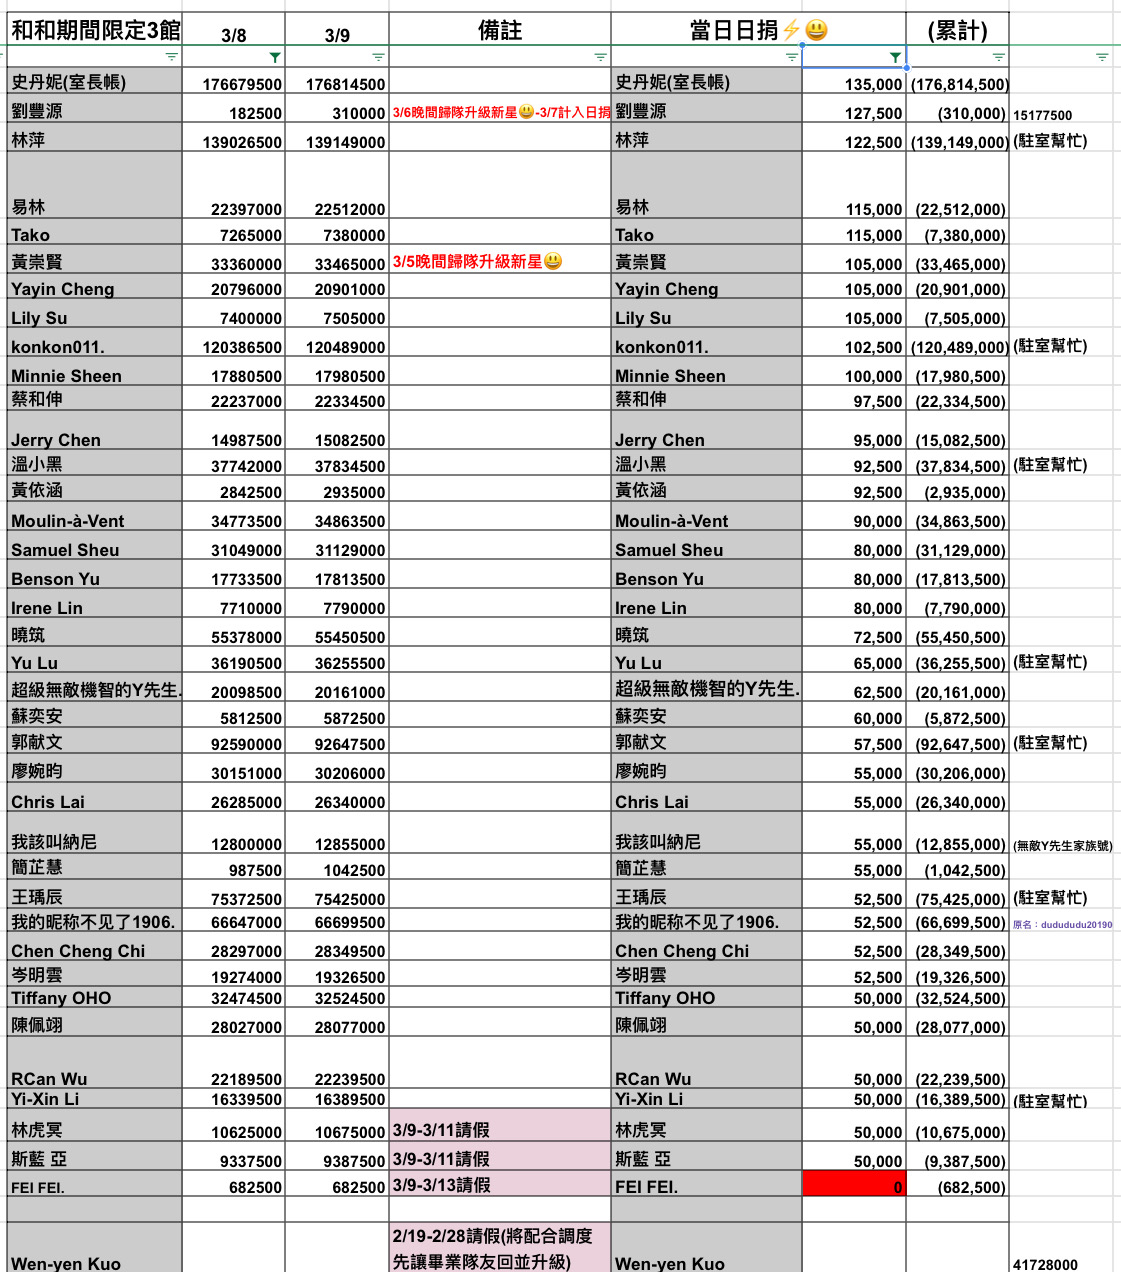 和和期間限定3館 3/8 3/9 備註 當日日捐⚡😃 (累計)
史丹妮(室長帳) 176679500 176814500 史丹妮(室長帳) 135,000 (176,814,500)
劉豐源 182500 310000 3/6晚間歸隊升級新星😃-3/7計入日捐 劉豐源 127,500 (310,000) 15177500
林萍 139026500 139149000 林萍 122,500 (139,149,000) (駐室幫忙)
易林 22397000 22512000 易林 115,000 (22,512,000)
Tako 7265000 7380000 Tako 115,000 (7,380,000)
黃崇賢 33360000 33465000 3/5晚間歸隊升級新星😃 黃崇賢 105,000 (33,465,000)
Yayin Cheng 20796000 20901000 Yayin Cheng 105,000 (20,901,000)
Lily Su 7400000 7505000 Lily Su 105,000 (7,505,000)
konkon011. 120386500 120489000 konkon011. 102,500 (120,489,000) (駐室幫忙)
Minnie Sheen 17880500 17980500 Minnie Sheen 100,000 (17,980,500)
蔡和伸 22237000 22334500 蔡和伸 97,500 (22,334,500)
Jerry Chen 14987500 15082500 Jerry Chen 95,000 (15,082,500)
溫小黑 37742000 37834500 溫小黑 92,500 (37,834,500) (駐室幫忙)
黃依涵 2842500 2935000 黃依涵 92,500 (2,935,000)
Moulin-à-Vent 34773500 34863500 Moulin-à-Vent 90,000 (34,863,500)
Samuel Sheu 31049000 31129000 Samuel Sheu 80,000 (31,129,000)
Benson Yu 17733500 17813500 Benson Yu 80,000 (17,813,500)
Irene Lin 7710000 7790000 Irene Lin 80,000 (7,790,000)
曉筑 55378000 55450500 曉筑 72,500 (55,450,500)
Yu Lu 36190500 36255500 Yu Lu 65,000 (36,255,500) (駐室幫忙)
超級無敵機智的Y先生. 20098500 20161000 超級無敵機智的Y先生. 62,500 (20,161,000)
蘇奕安 5812500 5872500 蘇奕安 60,000 (5,872,500)
郭献文 92590000 92647500 郭献文 57,500 (92,647,500) (駐室幫忙)
廖婉昀 30151000 30206000 廖婉昀 55,000 (30,206,000)
Chris Lai 26285000 26340000 Chris Lai 55,000 (26,340,000)
我該叫納尼 12800000 12855000 我該叫納尼 55,000 (12,855,000) (無敵Y先生家族號)
簡芷慧 987500 1042500 簡芷慧 55,000 (1,042,500)
王瑀辰 75372500 75425000 王瑀辰 52,500 (75,425,000) (駐室幫忙)
我的昵称不见了1906. 66647000 66699500 我的昵称不见了1906. 52,500 (66,699,500) 原名：dudududu20190
Chen Cheng Chi 28297000 28349500 Chen Cheng Chi 52,500 (28,349,500)
岑明雲 19274000 19326500 岑明雲 52,500 (19,326,500)
Tiffany OHO 32474500 32524500 Tiffany OHO 50,000 (32,524,500)
陳佩翊 28027000 28077000 陳佩翊 50,000 (28,077,000)
RCan Wu 22189500 22239500 RCan Wu 50,000 (22,239,500)
Yi-Xin Li 16339500 16389500 Yi-Xin Li 50,000 (16,389,500) (駐室幫忙)
林虎冥 10625000 10675000 3/9-3/11請假 林虎冥 50,000 (10,675,000)
斯藍 亞 9337500 9387500 3/9-3/11請假 斯藍 亞 50,000 (9,387,500)
FEI FEI. 682500 682500 3/9-3/13請假 FEI FEI. 0 (682,500)
2/19-2/28請假(將配合調度
先讓畢業隊友回並升級)
Wen-yen Kuo Wen-yen Kuo 41728000